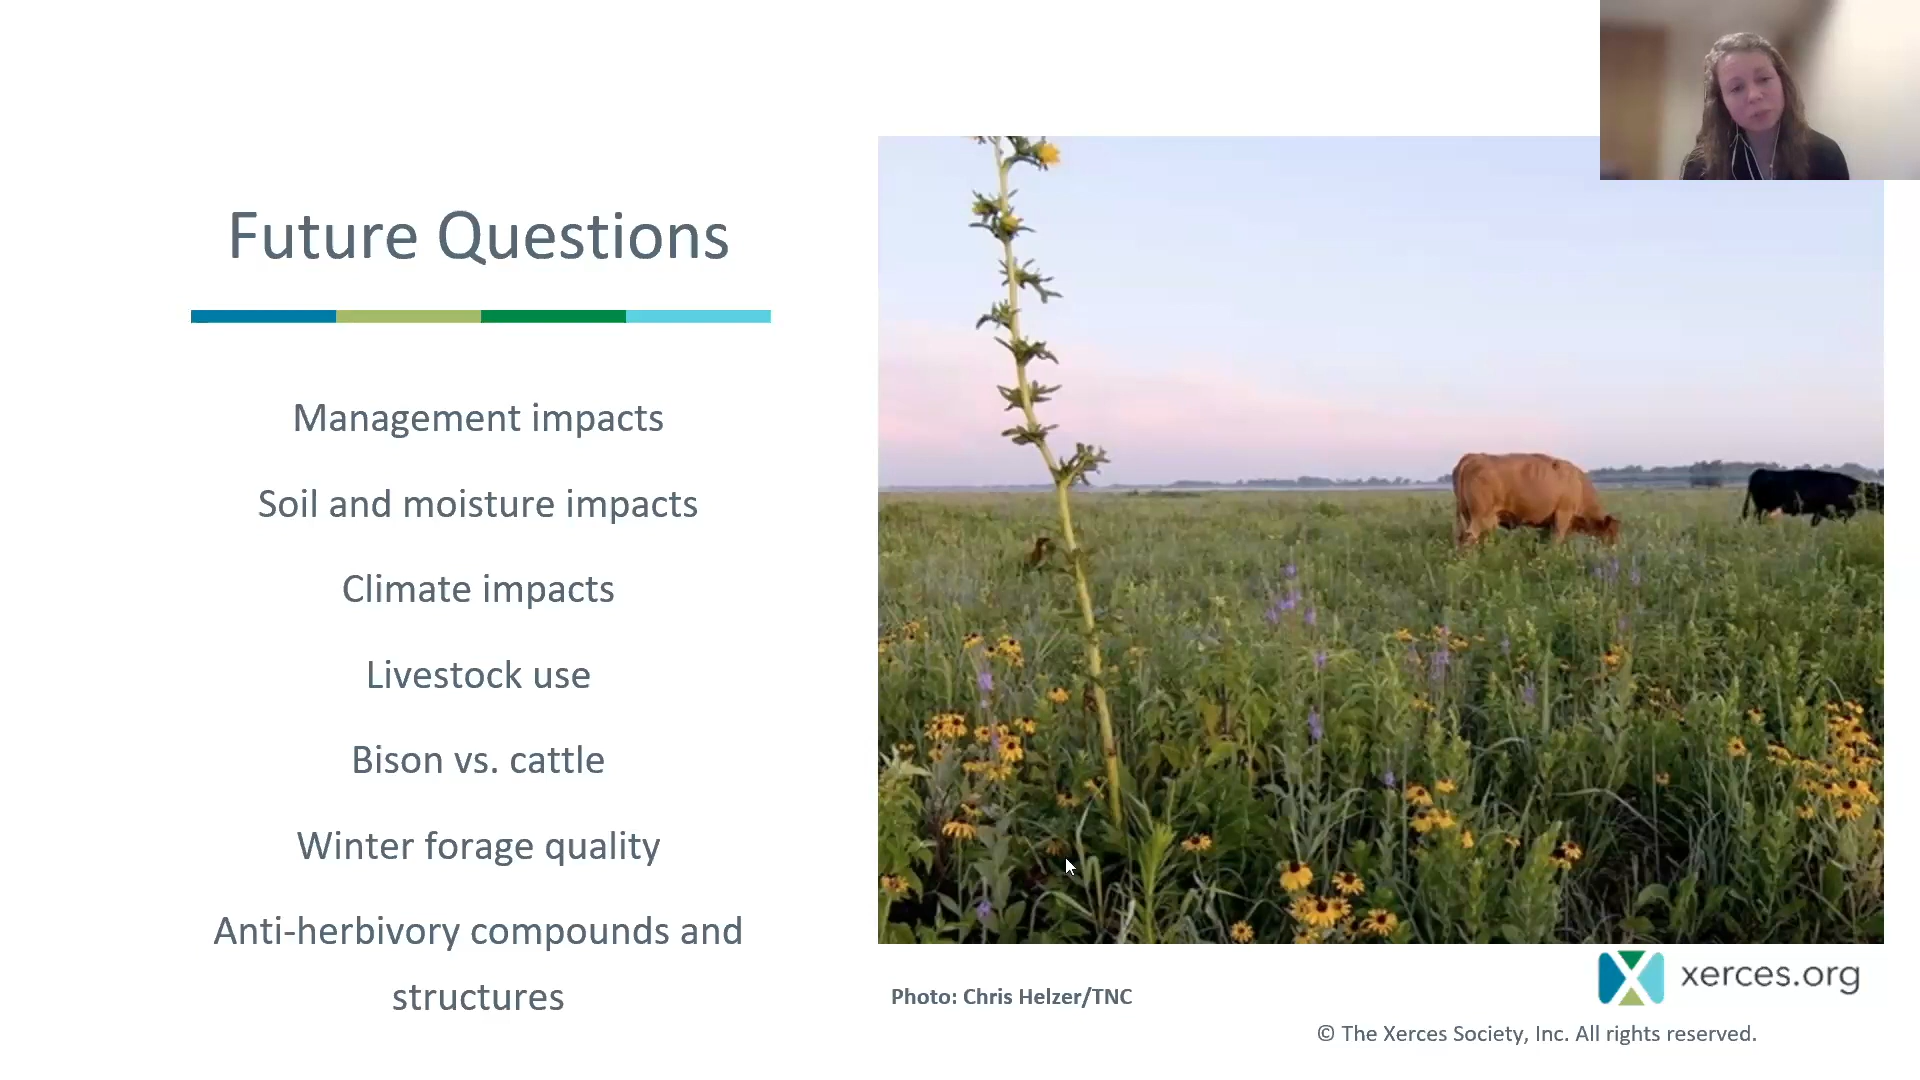 Future Questions
Management impacts
Soil and moisture impacts
Climate impacts
Livestock use
Bison vs. cattle
Winter forage quality
Anti-herbivory compounds and
structures
Photo: Chris Helzer/TNC
xerces.org
© The Xerces Society, Inc. All rights reserved.